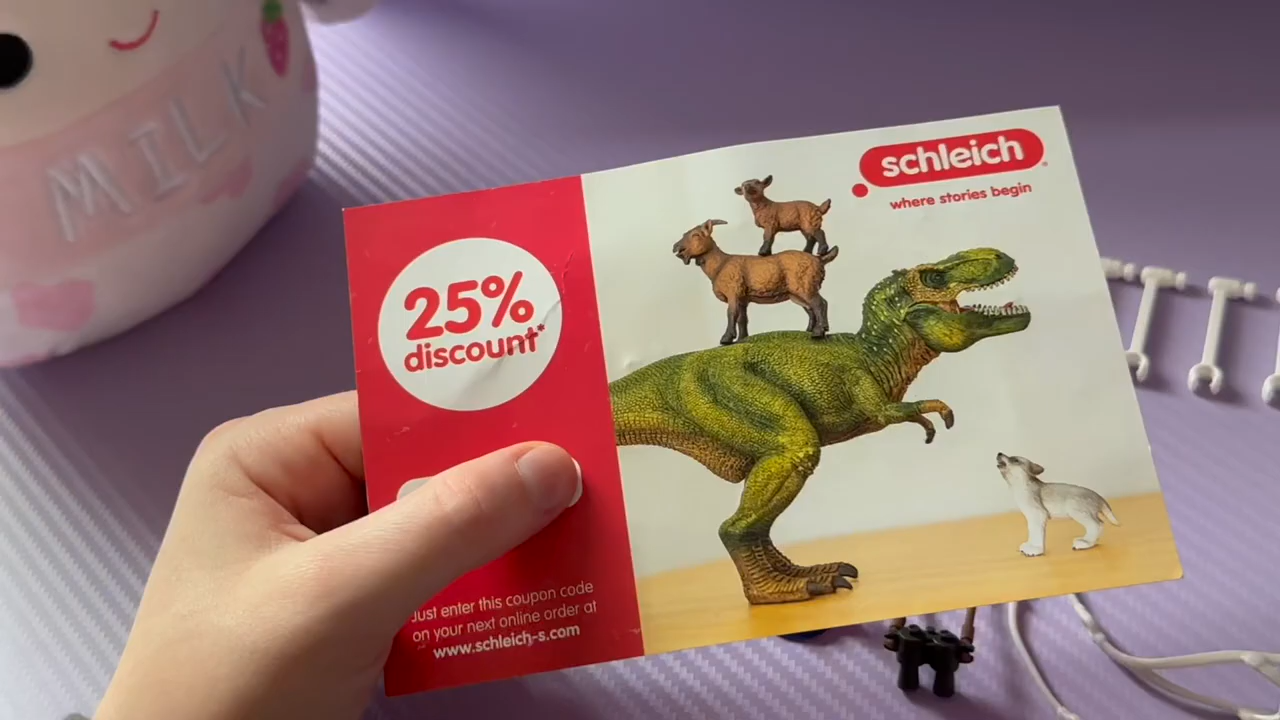 MILK
schleich
where stories begin
25%
discount*
Just enter this coupon code
on your next online order at
www.schleich-s.com